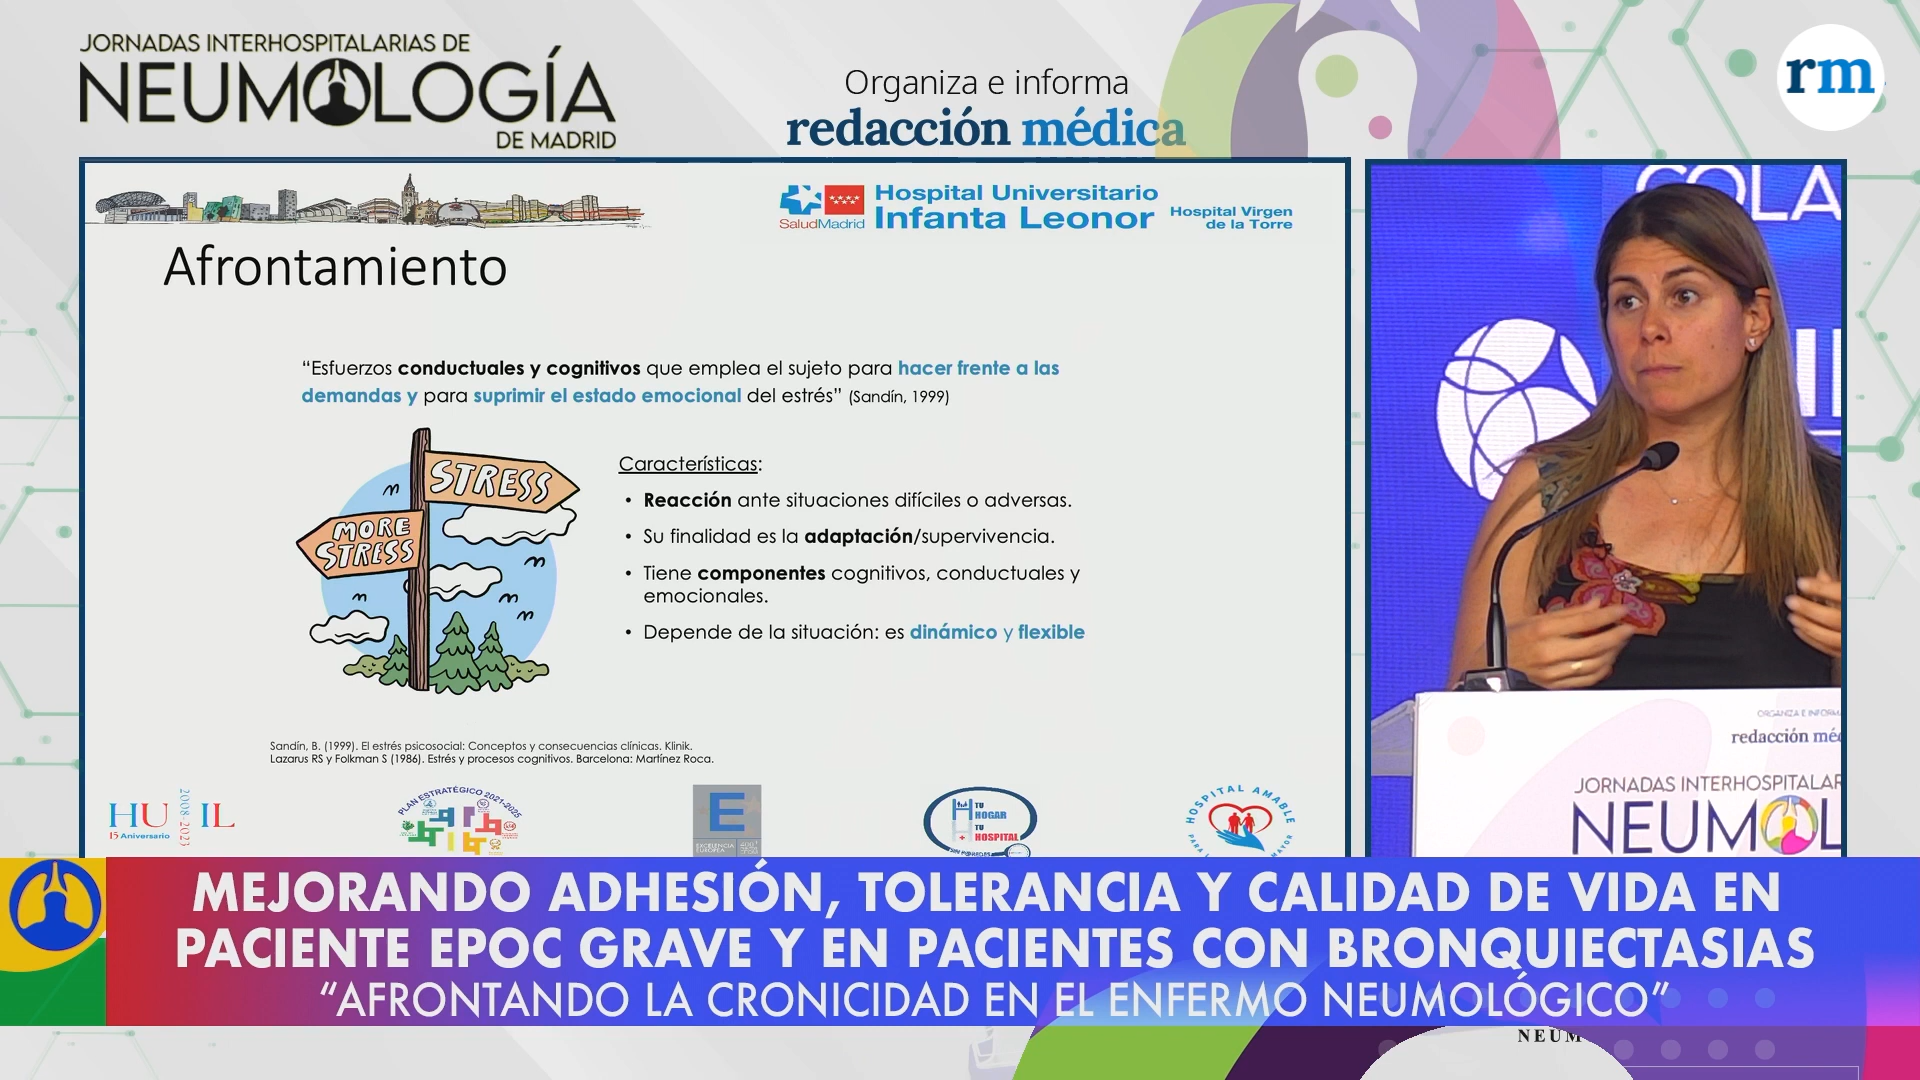 JORNADAS INTERHOSPITALARIAS DE
NEUMOLOGÍA
DE MADRID
Organiza e informa
redacción médica
rm
SaludMadrid
Hospital Universitario
Infanta Leonor
Hospital Virgen
de la Torre
Afrontamiento
“Esfuerzos conductuales y cognitivos que emplea el sujeto para hacer frente a las
demandas y para suprimir el estado emocional del estrés” (Sandín, 1999)
STRESS
MORE
STRESS
Características:
• Reacción ante situaciones difíciles o adversas.
• Su finalidad es la adaptación/supervivencia.
• Tiene componentes cognitivos, conductuales y
emocionales.
• Depende de la situación: es dinámico y flexible
Sandín, B. (1999). El estrés psicosocial: Conceptos y consecuencias clínicas. Klinik.
Lazarus RS y Folkman S (1986). Estrés y procesos cognitivos. Barcelona: Martínez Roca.
HU IL
15 Aniversario
2008-2023
PLAN ESTRATÉGICO 2021-2025
E
EXCELENCIA
EUROPEA
TU
HOGAR
TU
HOSPITAL
HOSPITAL AMABLE
COLA
ORGANIZA E INFORM
redacción mé
JORNADAS INTERHOSPITALAR
NEUMOL
MEJORANDO ADHESIÓN, TOLERANCIA Y CALIDAD DE VIDA EN
PACIENTE EPOC GRAVE Y EN PACIENTES CON BRONQUIECTASIAS
“AFRONTANDO LA CRONICIDAD EN EL ENFERMO NEUMOLÓGICO”
NEUM